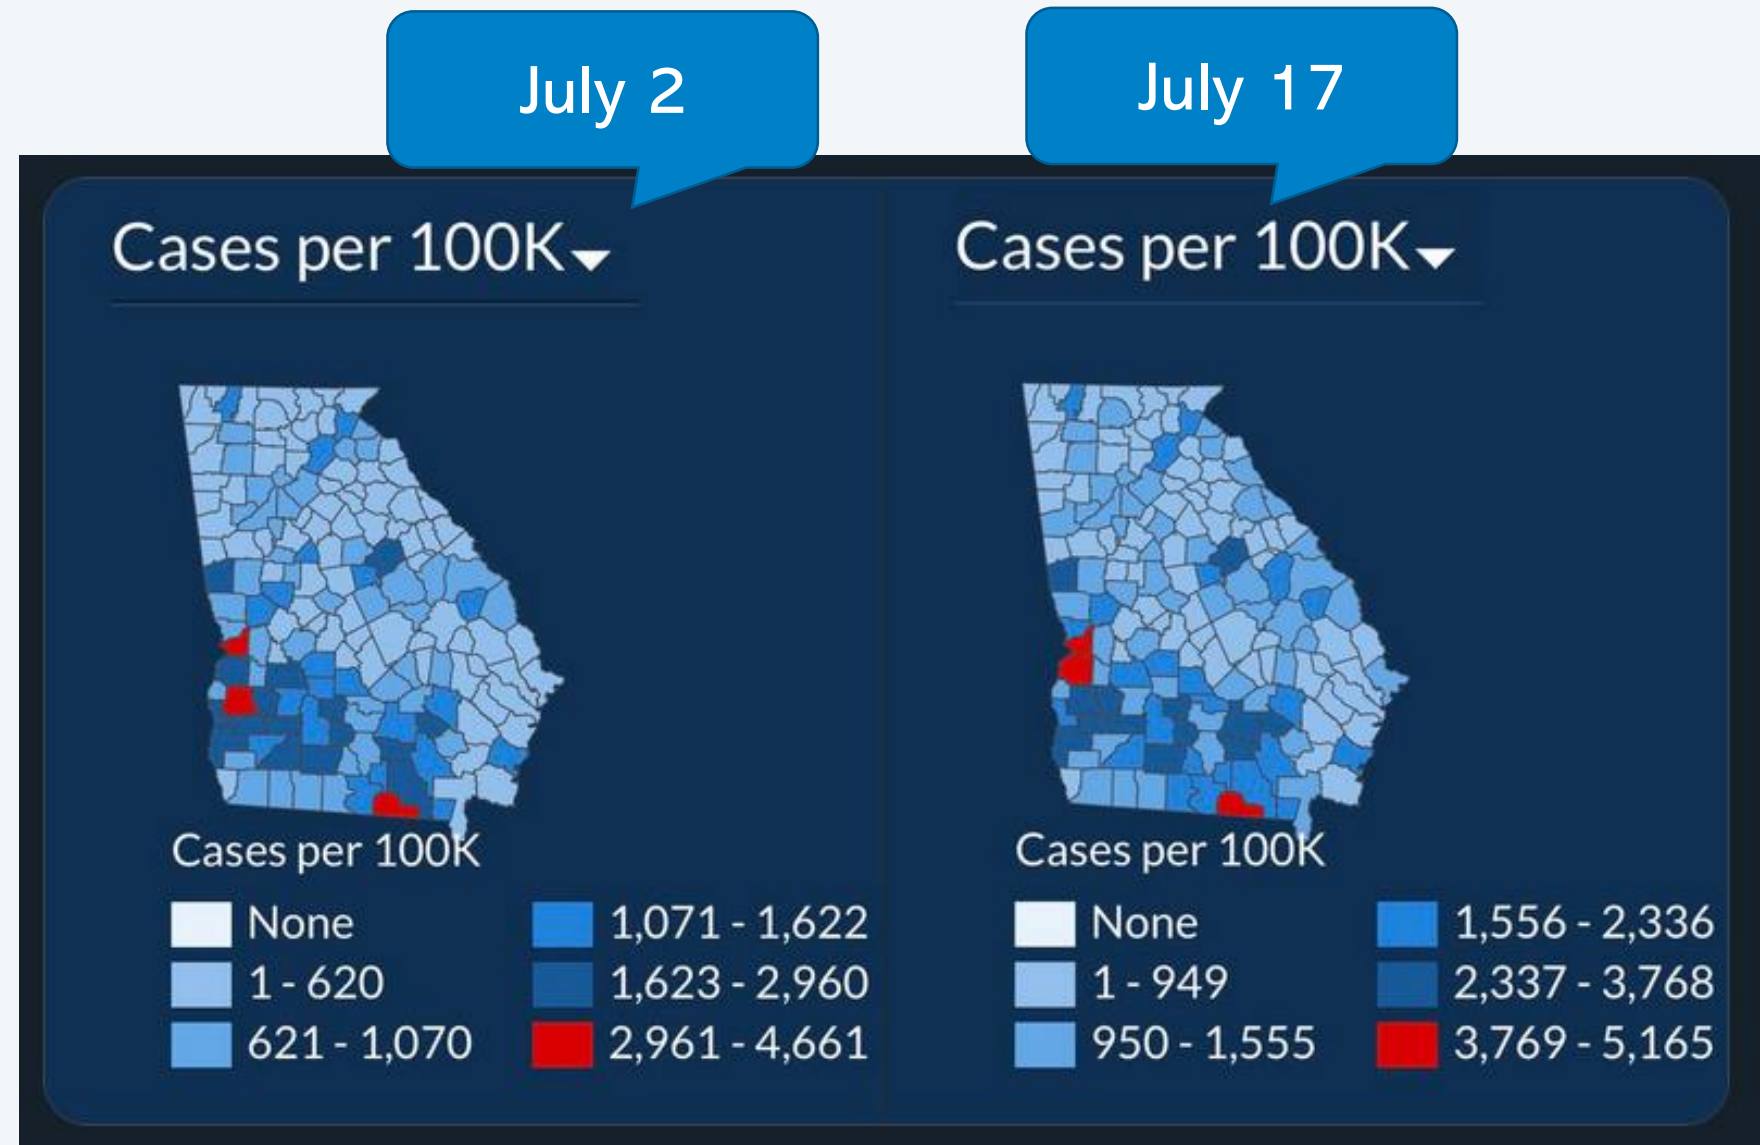 July 2
July 17
Cases per 100K
Cases per 100K
Cases per 100K
None
1 - 620
621 - 1,070
1,071 - 1,622
1,623 - 2,960
2,961 - 4,661
Cases per 100K
None
1 - 949
950 - 1,555
1,556 - 2,336
2,337 - 3,768
3,769 - 5,165